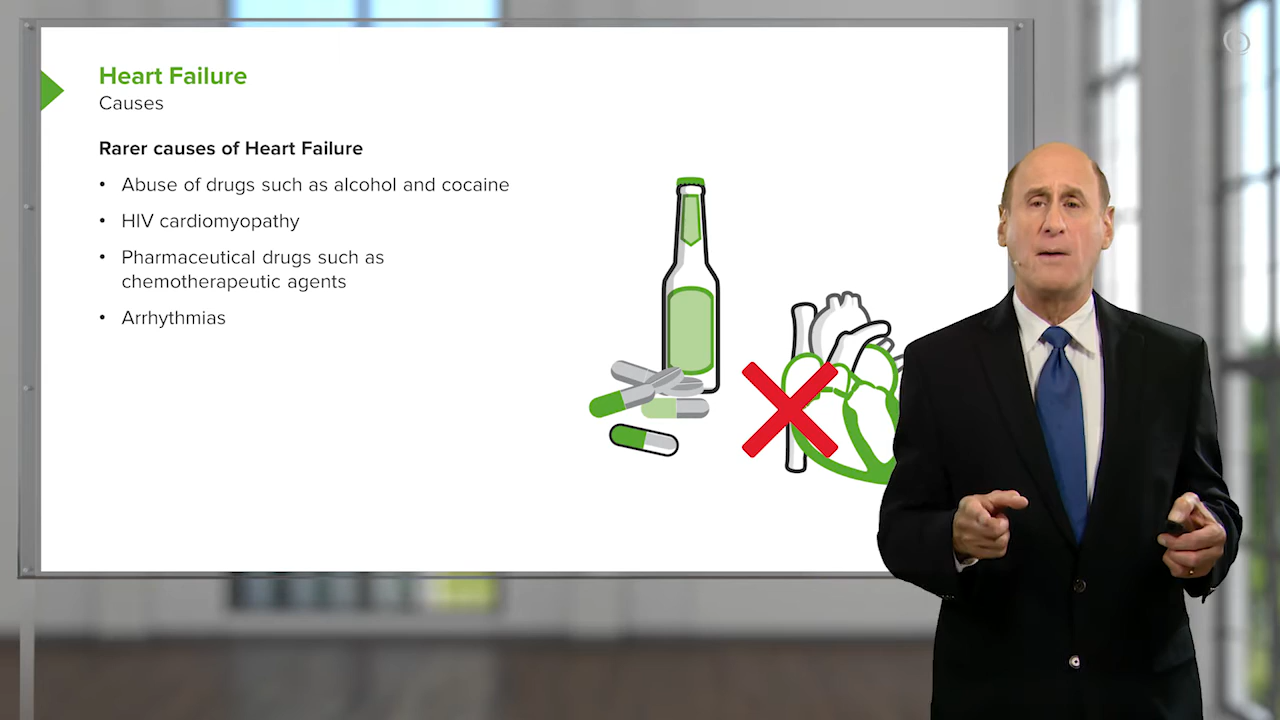 Heart Failure
Causes
Rarer causes of Heart Failure
• Abuse of drugs such as alcohol and cocaine
• HIV cardiomyopathy
• Pharmaceutical drugs such as
chemotherapeutic agents
• Arrhythmias